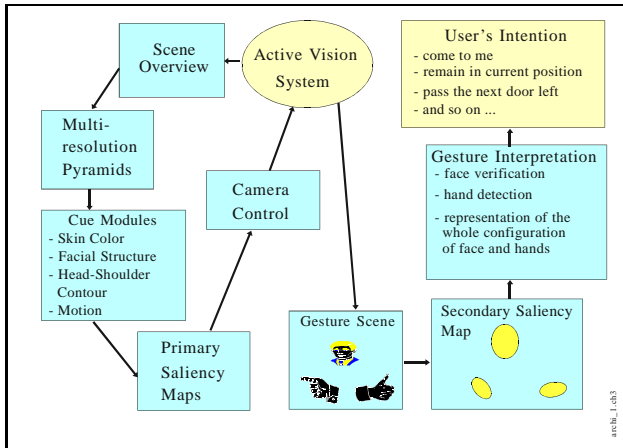 Scene
Overview
Active Vision
System
User's Intention
- come to me
- remain in current position
- pass the next door left
- and so on ...
Multi-
resolution
Pyramids
Camera
Control
Gesture Interpretation
- face verification
- hand detection
- representation of the
whole configuration
of face and hands
Cue Modules
- Skin Color
- Facial Structure
- Head-Shoulder
Contour
- Motion
Primary
Saliency
Maps
Gesture Scene
Secondary Saliency
Map
archi_1.ch3